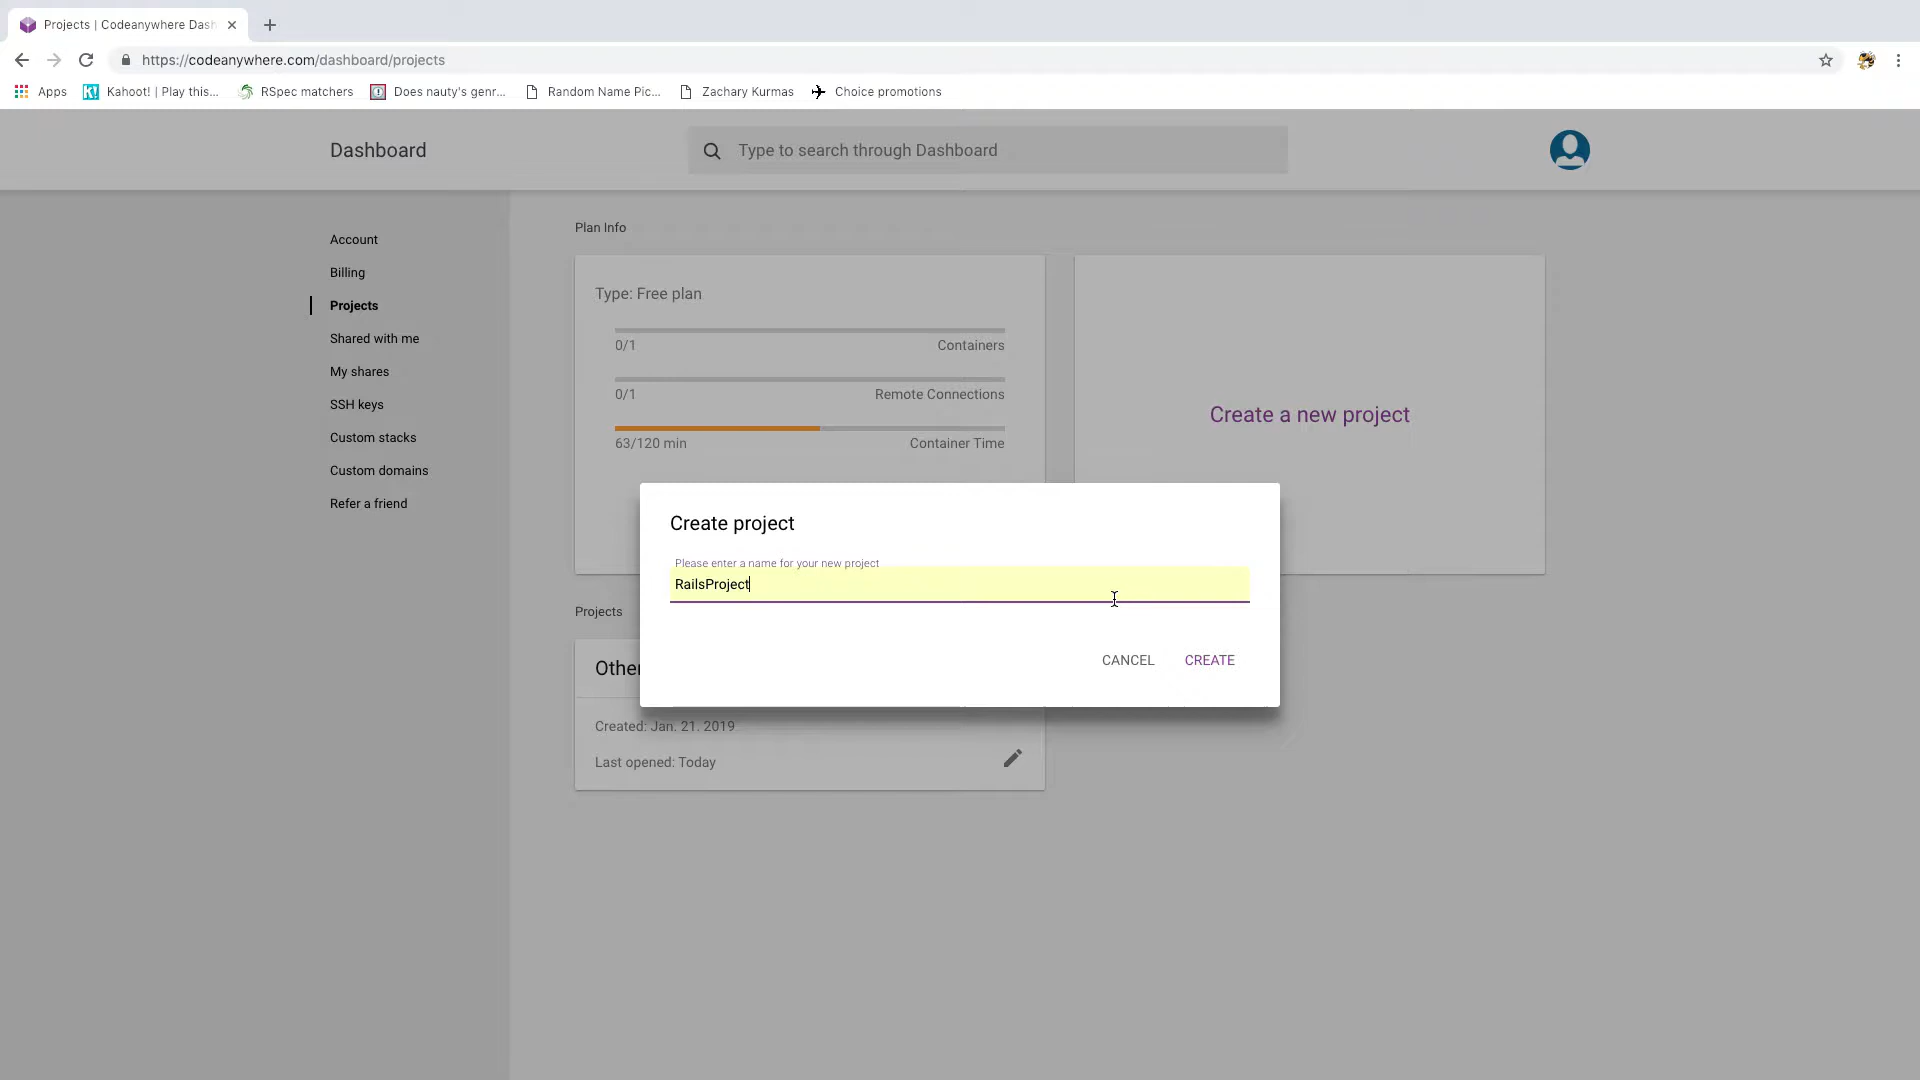 Projects | Codeanywhere Dash
https://codeanywhere.com/dashboard/projects
Apps
Kahoot! | Play this...
RSpec matchers
Does nauty's genr...
Random Name Pic...
Zachary Kurmas
Choice promotions
Dashboard
Type to search through Dashboard
Account
Billing
Projects
Shared with me
My shares
SSH keys
Custom stacks
Custom domains
Refer a friend
Plan Info
Type: Free plan
0/1 Containers
0/1 Remote Connections
63/120 min Container Time
Create a new project
Create project
Please enter a name for your new project
RailsProject
CANCEL CREATE
Projects
Other
Created: Jan. 21. 2019
Last opened: Today